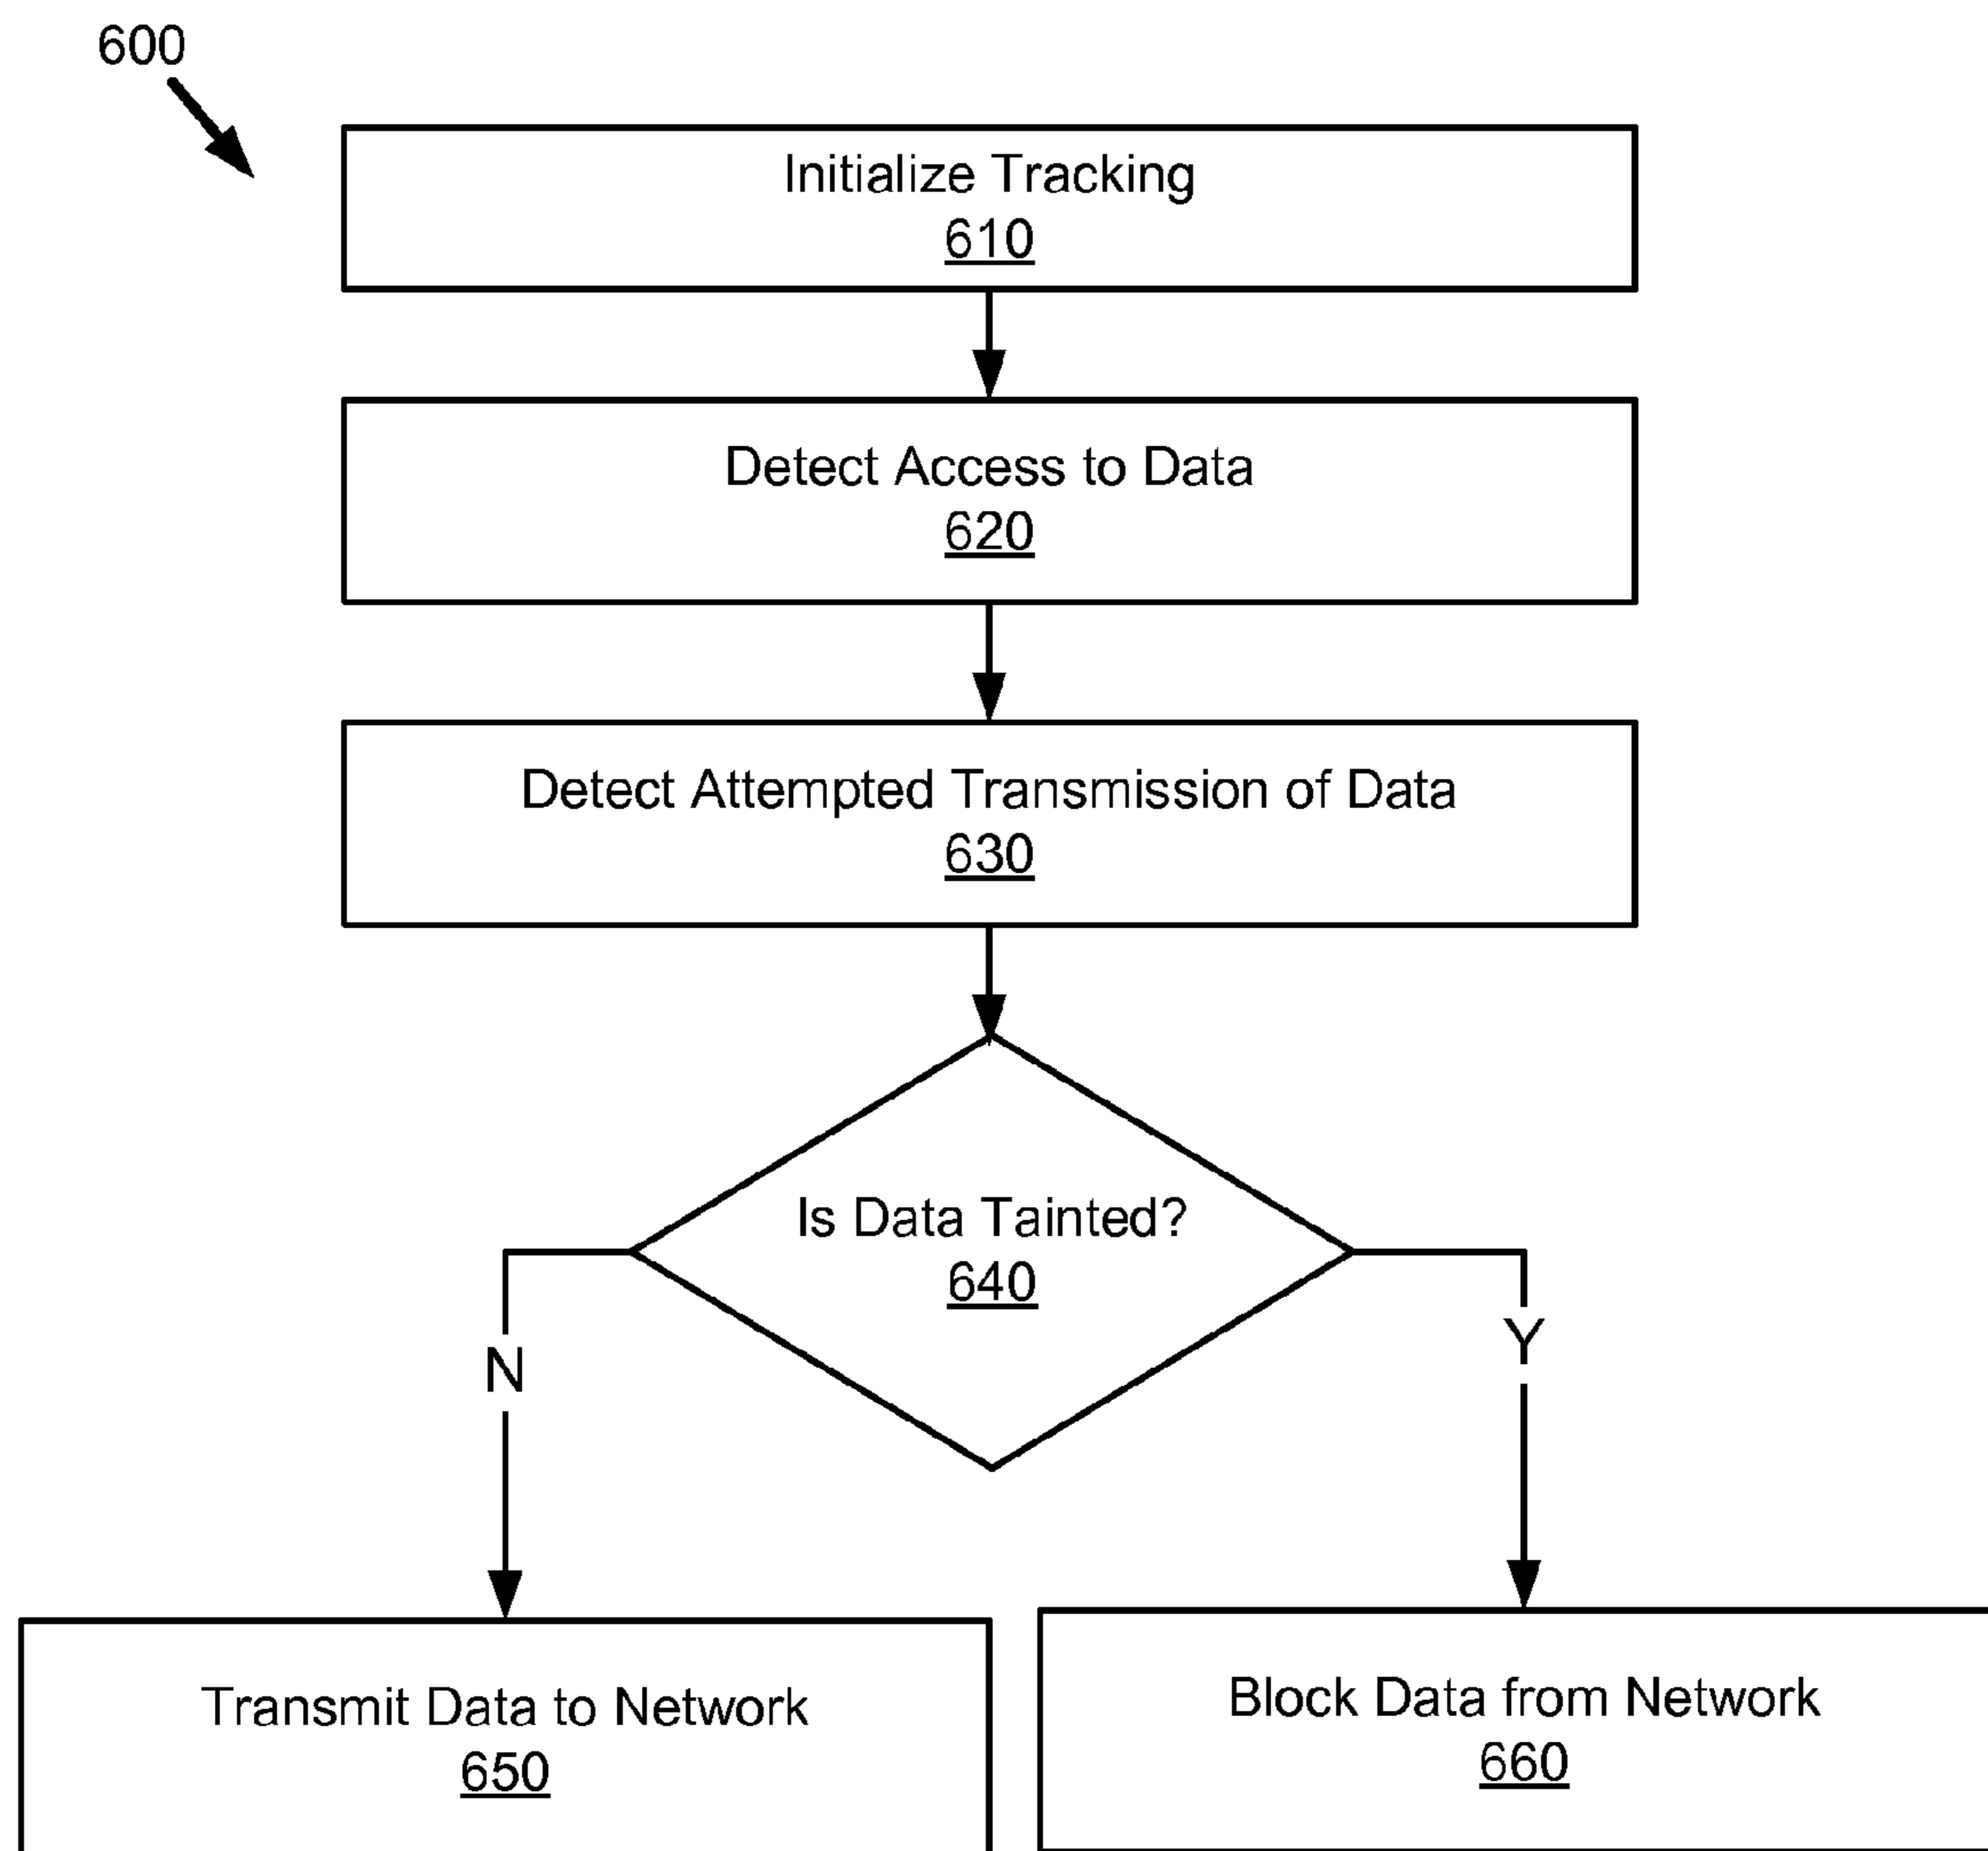 600
Initialize Tracking
610
Detect Access to Data
620
Detect Attempted Transmission of Data
630
Is Data Tainted?
640
N
Y
Transmit Data to Network
650
Block Data from Network
660